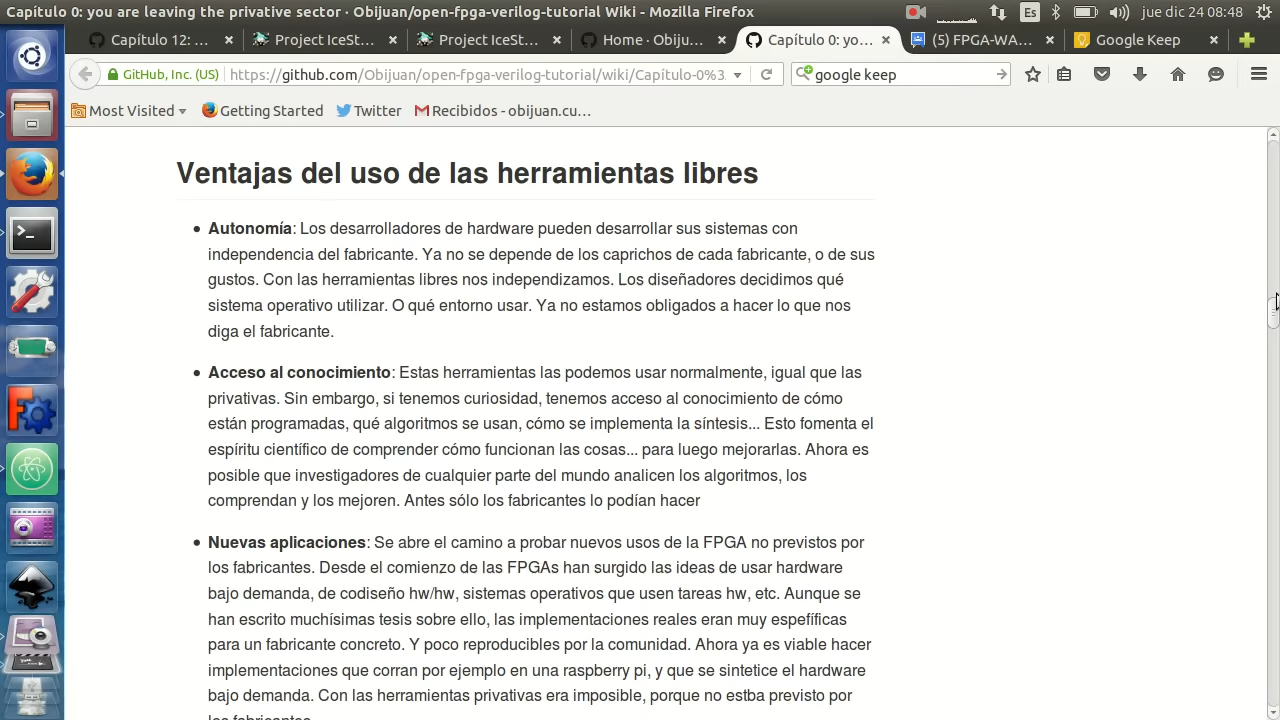 Capítulo 0: you are leaving the privative sector · Obijuan/open-fpga-verilog-tutorial Wiki - Mozilla Firefox
Es
jue dic 24 08:48
Capítulo 12: ...
Project IceSt...
Project IceSt...
Home · Obiju...
Capítulo 0: yo...
(5) FPGA-WA...
Google Keep
GitHub, Inc. (US)
https://github.com/Obijuan/open-fpga-verilog-tutorial/wiki/Capítulo-0%3.
google keep
Most Visited
Getting Started
Twitter
Recibidos - obijuan.cu...
Ventajas del uso de las herramientas libres
• Autonomía: Los desarrolladores de hardware pueden desarrollar sus sistemas con
independencia del fabricante. Ya no se depende de los caprichos de cada fabricante, o de sus
gustos. Con las herramientas libres nos independizamos. Los diseñadores decidimos qué
sistema operativo utilizar. O qué entorno usar. Ya no estamos obligados a hacer lo que nos
diga el fabricante.
• Acceso al conocimiento: Estas herramientas las podemos usar normalmente, igual que las
privativas. Sin embargo, si tenemos curiosidad, tenemos acceso al conocimiento de cómo
están programadas, qué algoritmos se usan, cómo se implementa la síntesis... Esto fomenta el
espíritu científico de comprender cómo funcionan las cosas... para luego mejorarlas. Ahora es
posible que investigadores de cualquier parte del mundo analicen los algoritmos, los
comprendan y los mejoren. Antes sólo los fabricantes lo podían hacer
• Nuevas aplicaciones: Se abre el camino a probar nuevos usos de la FPGA no previstos por
los fabricantes. Desde el comienzo de las FPGAs han surgido las ideas de usar hardware
bajo demanda, de codiseño hw/hw, sistemas operativos que usen tareas hw, etc. Aunque se
han escrito muchísimas tesis sobre ello, las implementaciones reales eran muy espefíficas
para un fabricante concreto. Y poco reproducibles por la comunidad. Ahora ya es viable hacer
implementaciones que corran por ejemplo en una raspberry pi, y que se sintetice el hardware
bajo demanda. Con las herramientas privativas era imposible, porque no estba previsto por
los fabricantes